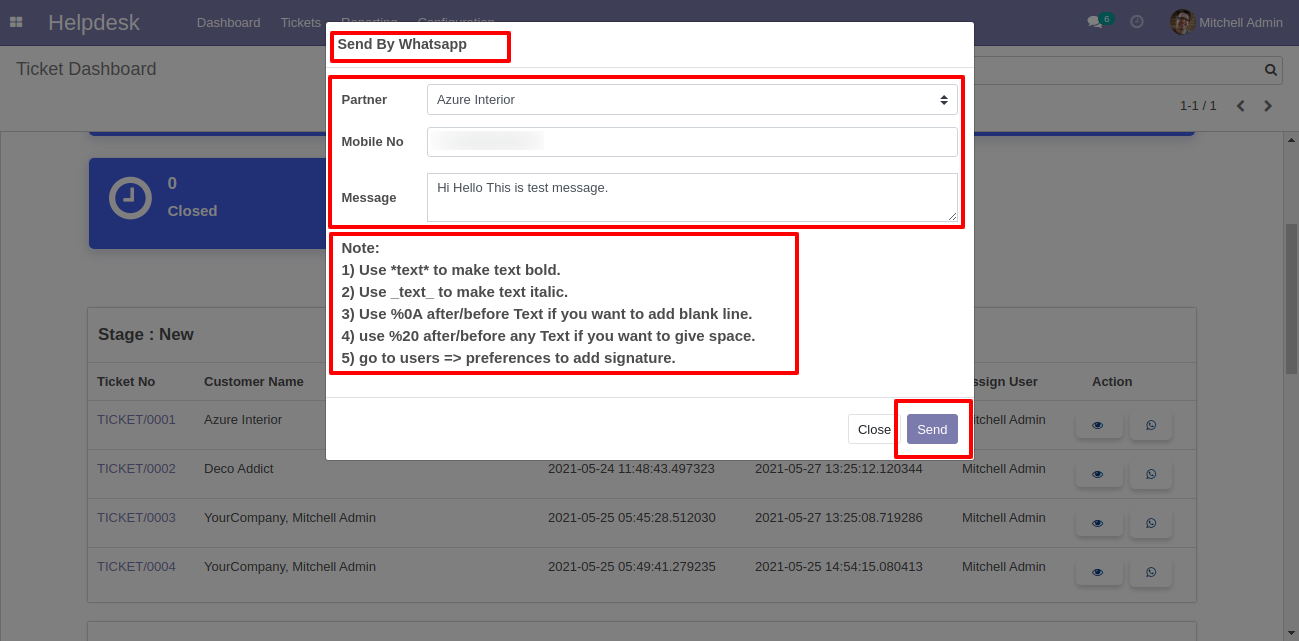 Helpdesk Dashboard Tickets Reporting Configuration 6 Mitchell Admin
Send By Whatsapp
Ticket Dashboard
Partner Azure Interior
1-1 / 1
Mobile No
0
Closed
Message Hi Hello This is test message.
Note:
1) Use *text* to make text bold.
2) Use _text_ to make text italic.
3) Use %0A after/before Text if you want to add blank line.
4) use %20 after/before any Text if you want to give space.
5) go to users => preferences to add signature.
Stage : New
Ticket No Customer Name Assign User Action
TICKET/0001 Azure Interior Mitchell Admin
Close Send
TICKET/0002 Deco Addict 2021-05-24 11:48:43.497323 2021-05-27 13:25:12.120344 Mitchell Admin
TICKET/0003 YourCompany, Mitchell Admin 2021-05-25 05:45:28.512030 2021-05-27 13:25:08.719286 Mitchell Admin
TICKET/0004 YourCompany, Mitchell Admin 2021-05-25 05:49:41.279235 2021-05-25 14:54:15.080413 Mitchell Admin